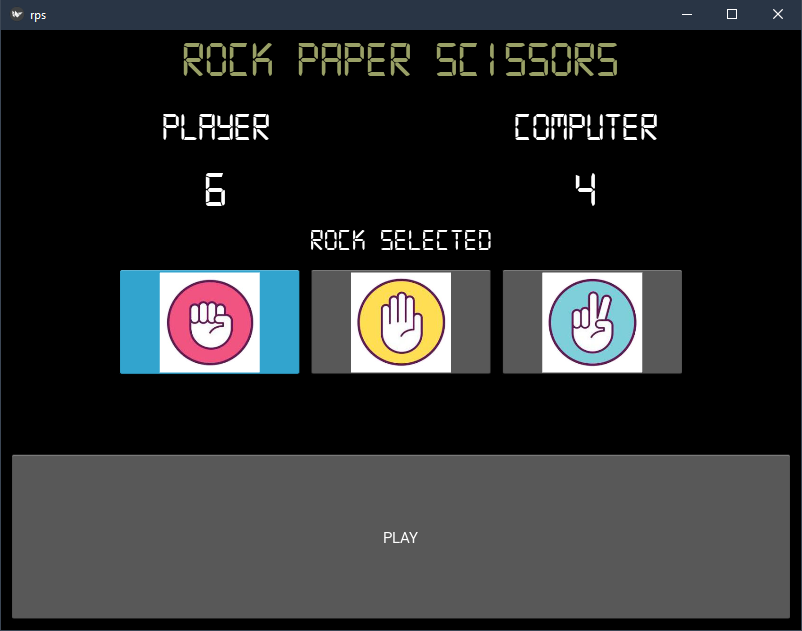 rps
ROCK PAPER SCISSORS
PLAYER COMPUTER
6 4
ROCK SELECTED
PLAY